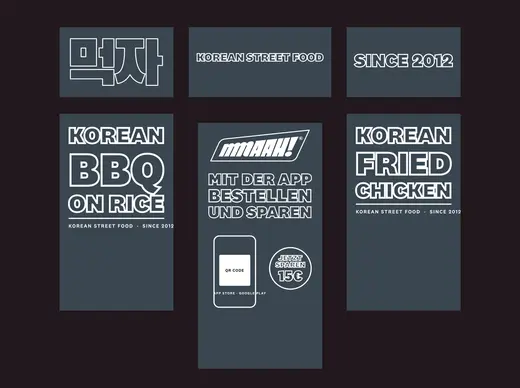 먹자
KOREAN STREET FOOD
SINCE 2012
KOREAN
BBQ
ON RICE
KOREAN STREET FOOD - SINCE 2012
MMAAH!
MIT DER APP
BESTELLEN
UND SPAREN
QR CODE
APP STORE - GOOGLE PLAY
JETZT
SPAREN
15€
KOREAN
FRIED
CHICKEN
KOREAN STREET FOOD - SINCE 2012